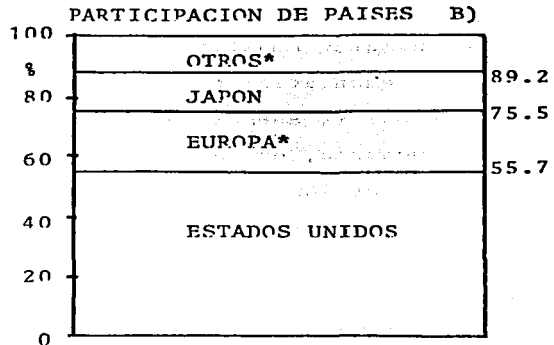 PARTICIPACION DE PAISES B)
100
%
OTROS*
89.2
80
JAPON
75.5
EUROPA*
60
55.7
40
ESTADOS UNIDOS
20
0